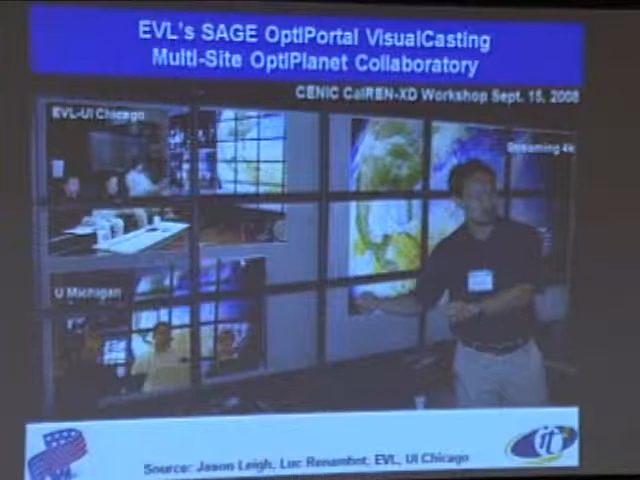 EVL's SAGE OptIPortal VisualCasting
Multi-Site OptIPlanet Collaboratory
CENIC CalREN-XD Workshop Sept. 15, 2008
EVL-UI Chicago
Streaming 4k
U Michigan
Source: Jason Leigh, Luc Renambot, EVL, UI Chicago